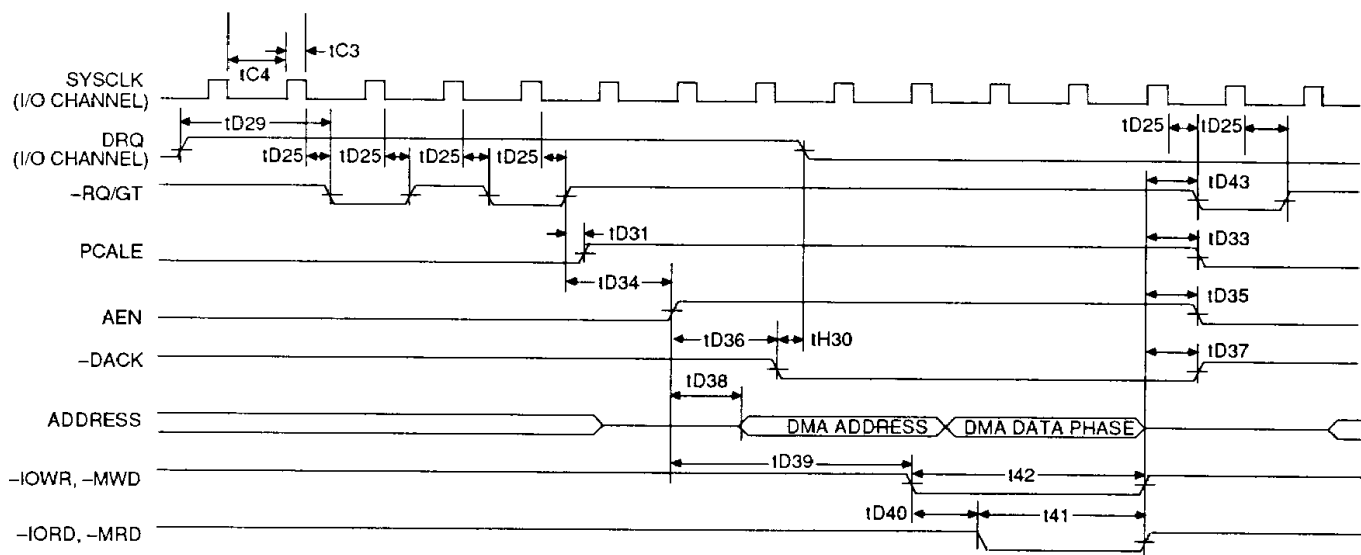 tC3
tC4
SYSCLK
(I/O CHANNEL)
tD29
tD25 tD25
DRQ
(I/O CHANNEL)
tD25 tD25 tD25 tD25
–RQ/GT
tD43
tD31
PCALE
tD33
tD34
AEN
tD35
tD36 tH30
–DACK
tD37
tD38
ADDRESS
DMA ADDRESS DMA DATA PHASE
tD39
–IOWR, –MWD
t42
tD40 t41
–IORD, –MRD